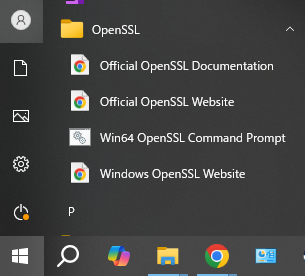 OpenSSL
Official OpenSSL Documentation
Official OpenSSL Website
Win64 OpenSSL Command Prompt
Windows OpenSSL Website
P